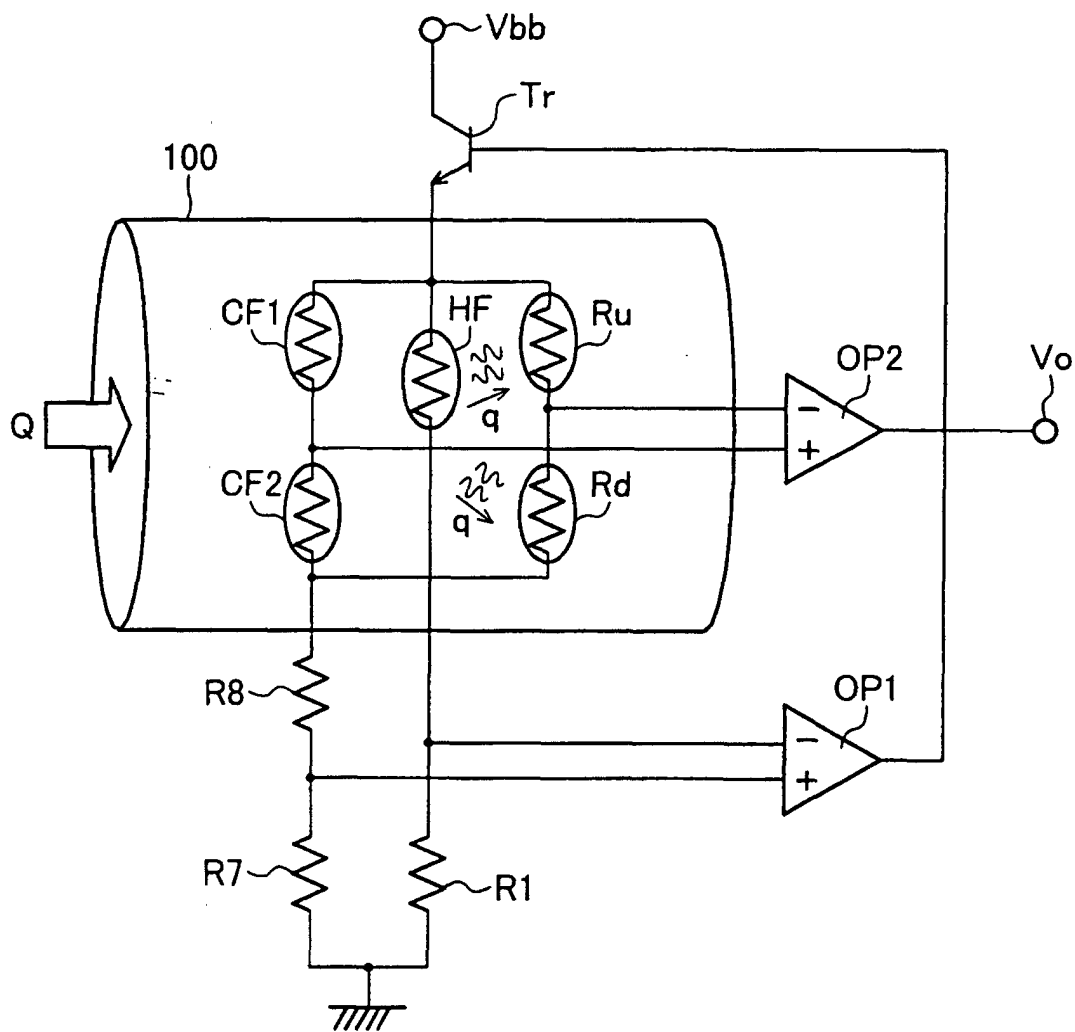 Vbb
Tr
100
CF1
HF
Ru
OP2
Vo
q
Q
−
+
CF2
q
Rd
R8
OP1
−
+
R7
R1